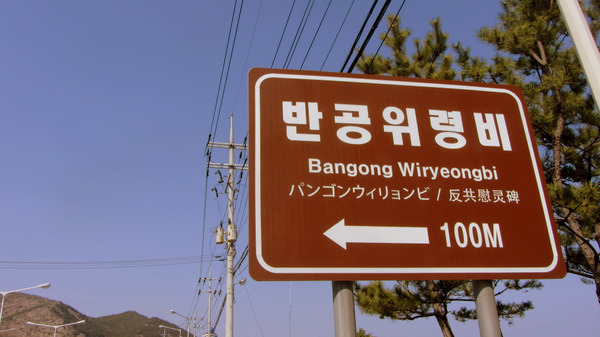 반공위령비
Bangong Wiryeongbi
パンゴンウィリョンビ / 反共慰灵碑
100M